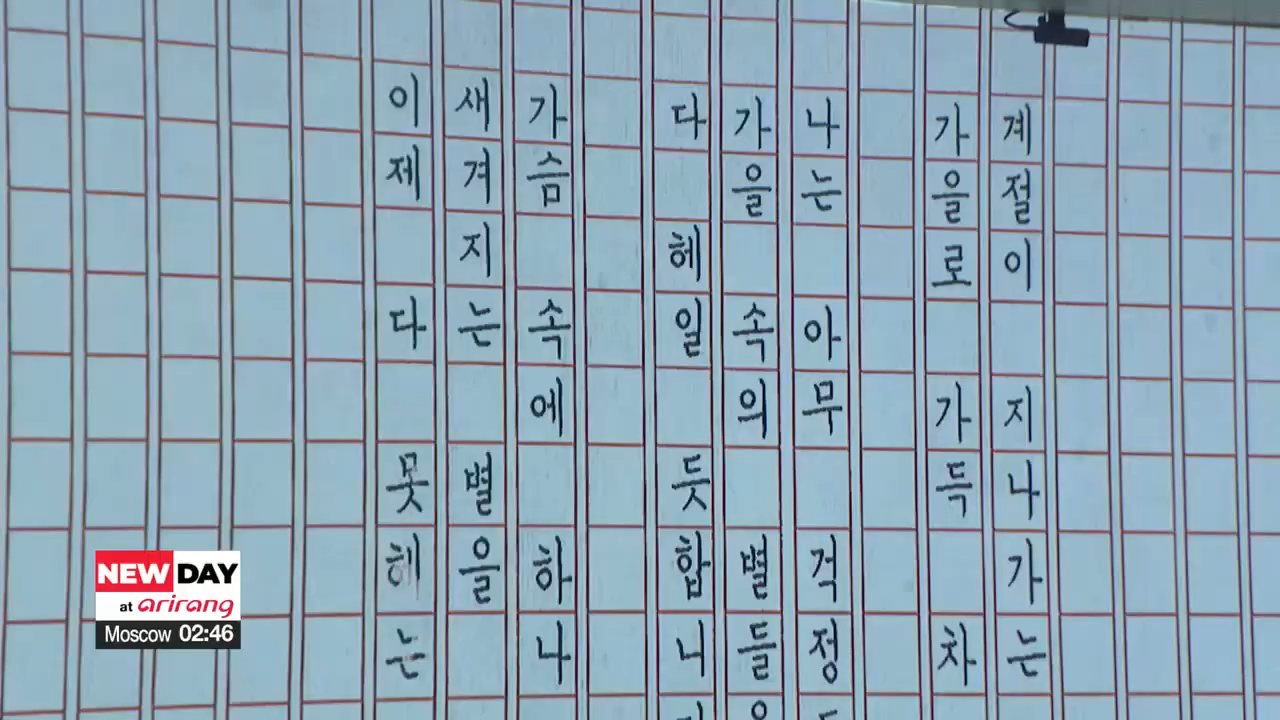 계절이 지나가는
가을로 가득 차
나는 아무 걱정
가을 속의 별들을
다 헤일 듯합니다
가슴 속에 하나
새겨지는 별을
이제 다 못 헤는
NEW DAY
at arirang
Moscow 02:46